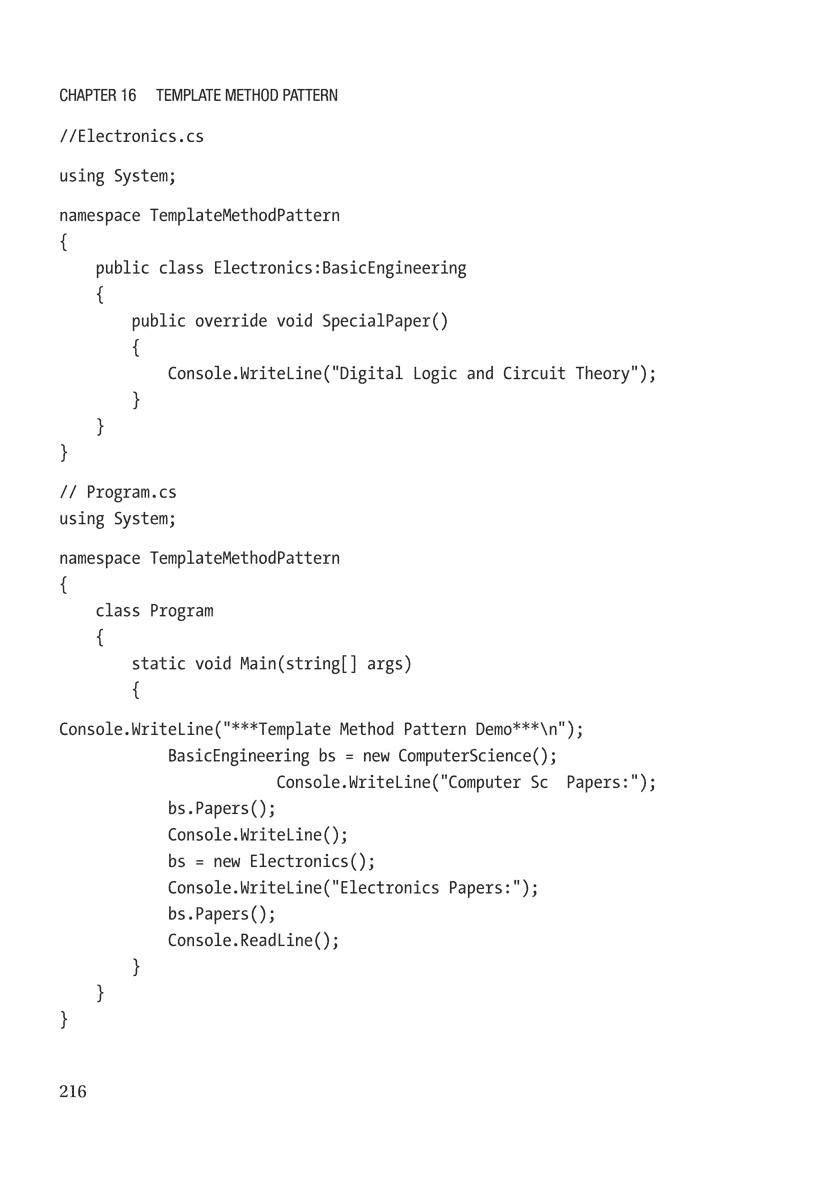 CHAPTER 16 TEMPLATE METHOD PATTERN
//Electronics.cs
using System;
namespace TemplateMethodPattern
{
    public class Electronics:BasicEngineering
    {
        public override void SpecialPaper()
        {
            Console.WriteLine("Digital Logic and Circuit Theory");
        }
    }
}
// Program.cs
using System;
namespace TemplateMethodPattern
{
    class Program
    {
        static void Main(string[] args)
        {
Console.WriteLine("***Template Method Pattern Demo***\n");
            BasicEngineering bs = new ComputerScience();
                        Console.WriteLine("Computer Sc  Papers:");
            bs.Papers();
            Console.WriteLine();
            bs = new Electronics();
            Console.WriteLine("Electronics Papers:");
            bs.Papers();
            Console.ReadLine();
        }
    }
}
216